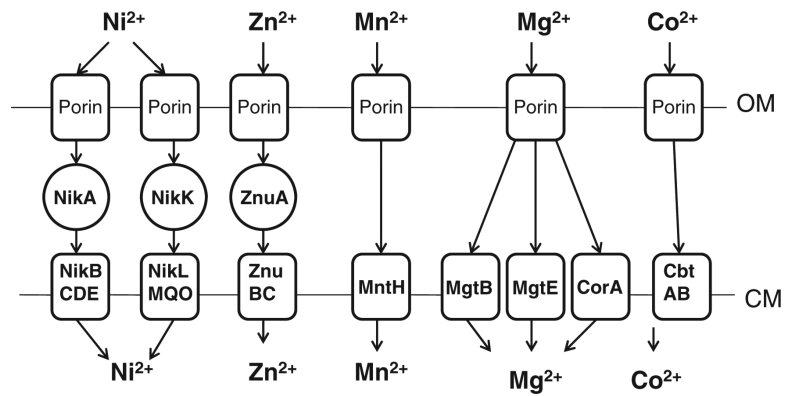 Ni²⁺ Zn²⁺ Mn²⁺ Mg²⁺ Co²⁺
Porin Porin Porin Porin Porin Porin OM
NikA NikK ZnuA
NikB NikL Znu Cbt
CDE MQO BC MntH MgtB MgtE CorA AB CM
Ni²⁺ Zn²⁺ Mn²⁺ Mg²⁺ Co²⁺